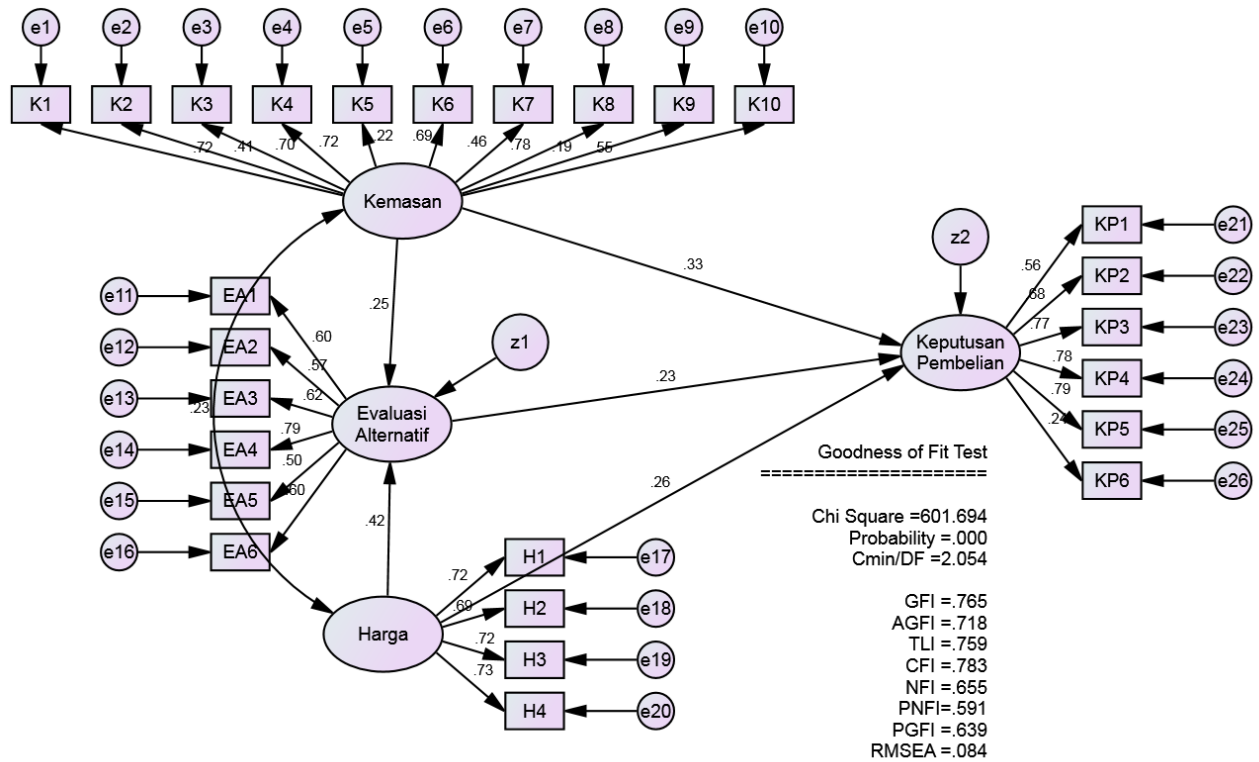 e1 e2 e3 e4 e5 e6 e7 e8 e9 e10
K1 K2 K3 K4 K5 K6 K7 K8 K9 K10
.72 .41 .70 .72 .22 .69 .46 .78 .19 .55
Kemasan
.33
.25
z2
KP1 e21
KP2 e22
KP3 e23
KP4 e24
KP5 e25
KP6 e26
.56
.68
.77
.78
.79
.24
Keputusan
Pembelian
e11 EA1
e12 EA2
e13 EA3
e14 EA4
e15 EA5
e16 EA6
.60
.57
.62
.79
.50
.60
.23
z1
Evaluasi
Alternatif
.23
.42
.26
Harga
.72
.69
.72
.73
H1 e17
H2 e18
H3 e19
H4 e20
Goodness of Fit Test
=====================
Chi Square =601.694
Probability =.000
Cmin/DF =2.054
GFI =.765
AGFI =.718
TLI =.759
CFI =.783
NFI =.655
PNFI=.591
PGFI =.639
RMSEA =.084